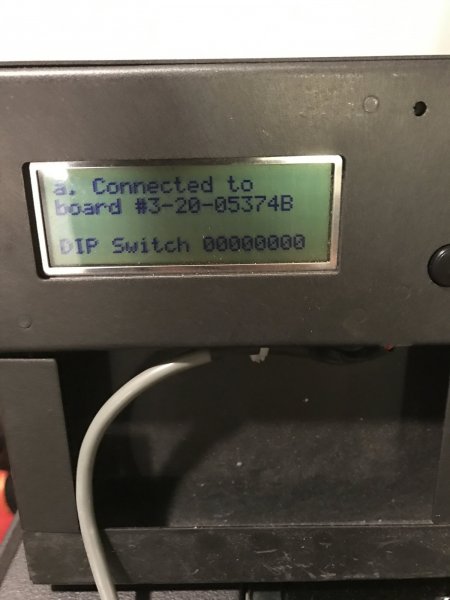 a. Connected to
board #3-20-05374B
DIP Switch 00000000